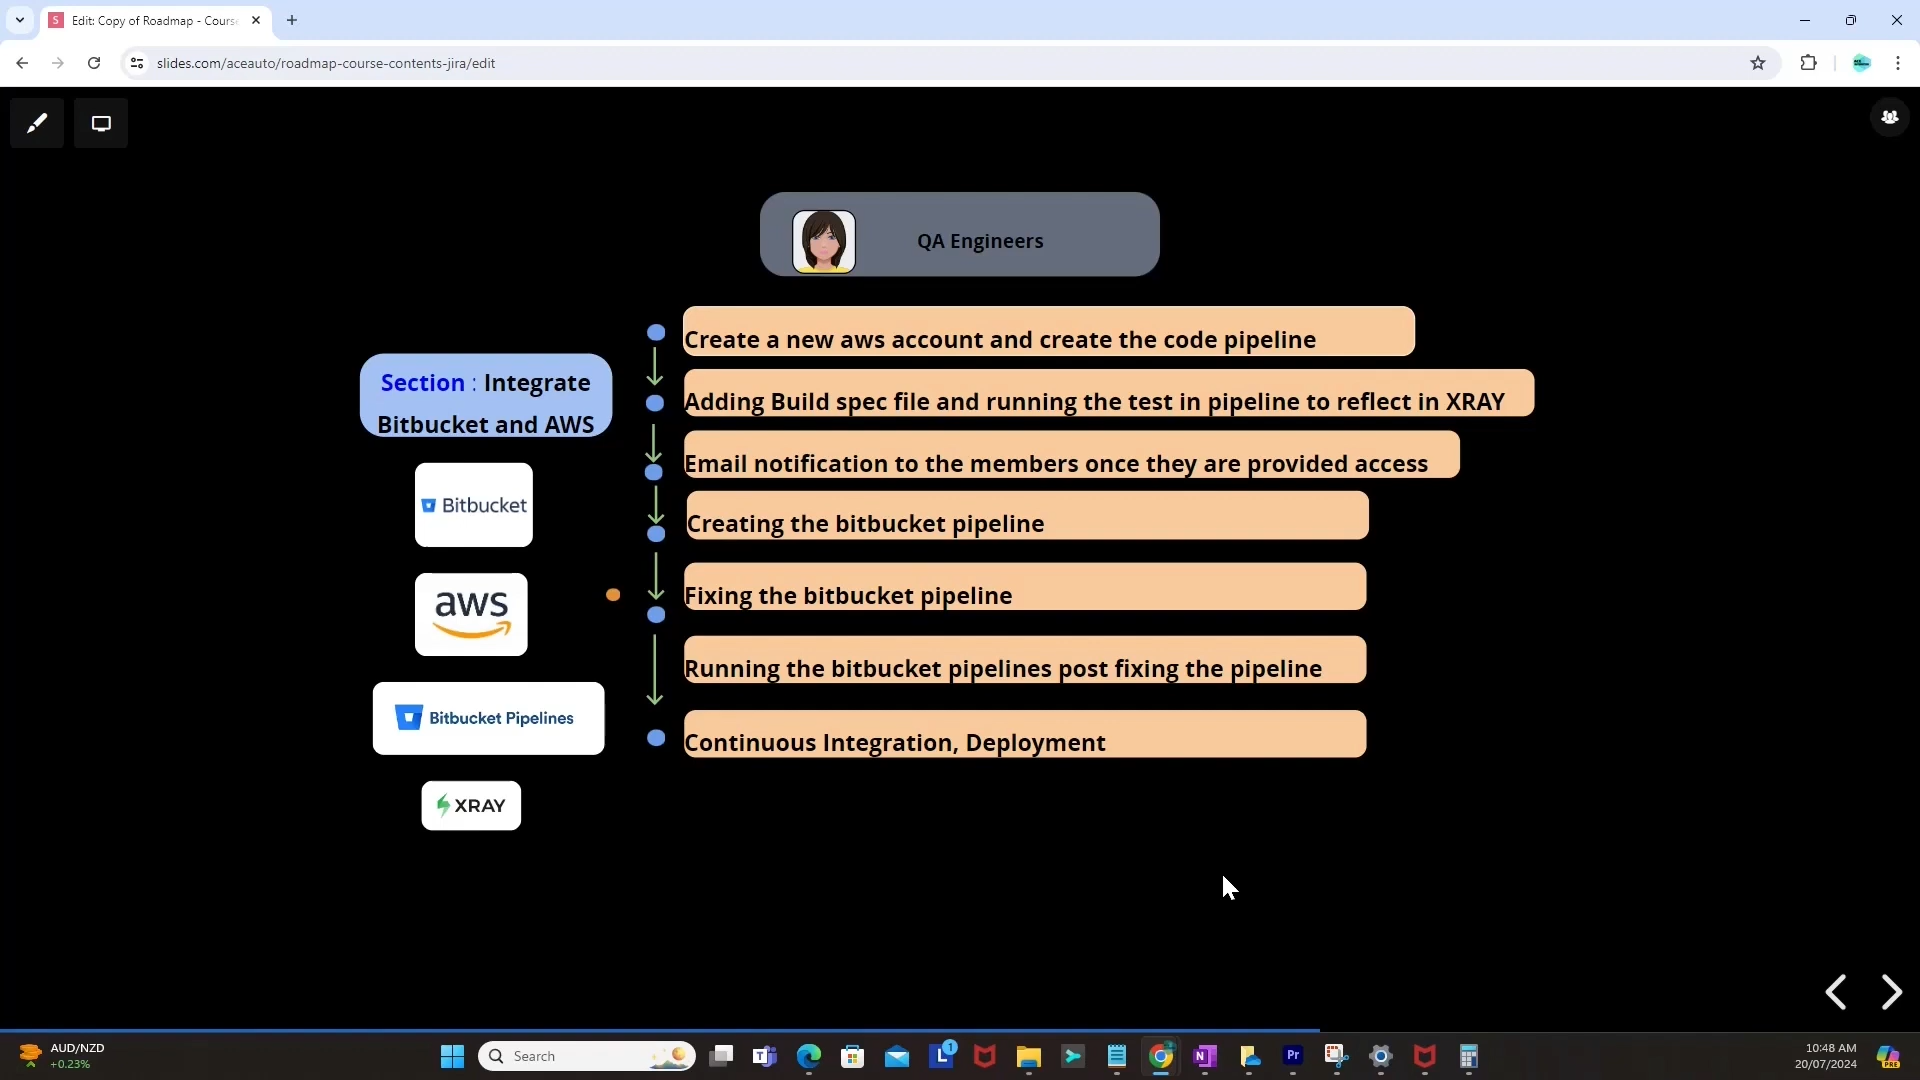 Edit: Copy of Roadmap - Cours
slides.com/aceauto/roadmap-course-contents-jira/edit
QA Engineers
Create a new aws account and create the code pipeline
Section : Integrate
Bitbucket and AWS
Adding Build spec file and running the test in pipeline to reflect in XRAY
Email notification to the members once they are provided access
Bitbucket
Creating the bitbucket pipeline
aws
Fixing the bitbucket pipeline
Running the bitbucket pipelines post fixing the pipeline
Bitbucket Pipelines
Continuous Integration, Deployment
XRAY
AUD/NZD
+0.23%
Search
1
10:48 AM
20/07/2024